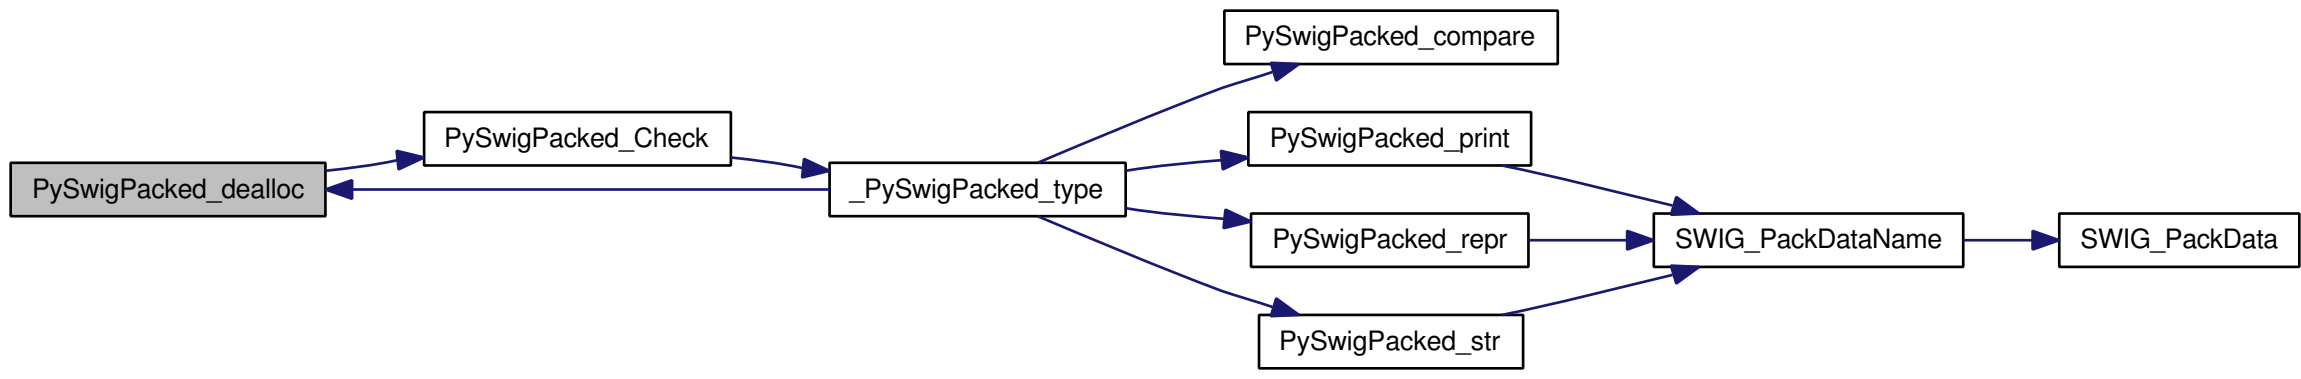 PySwigPacked_dealloc
PySwigPacked_Check
_PySwigPacked_type
PySwigPacked_compare
PySwigPacked_print
PySwigPacked_repr
PySwigPacked_str
SWIG_PackDataName
SWIG_PackData